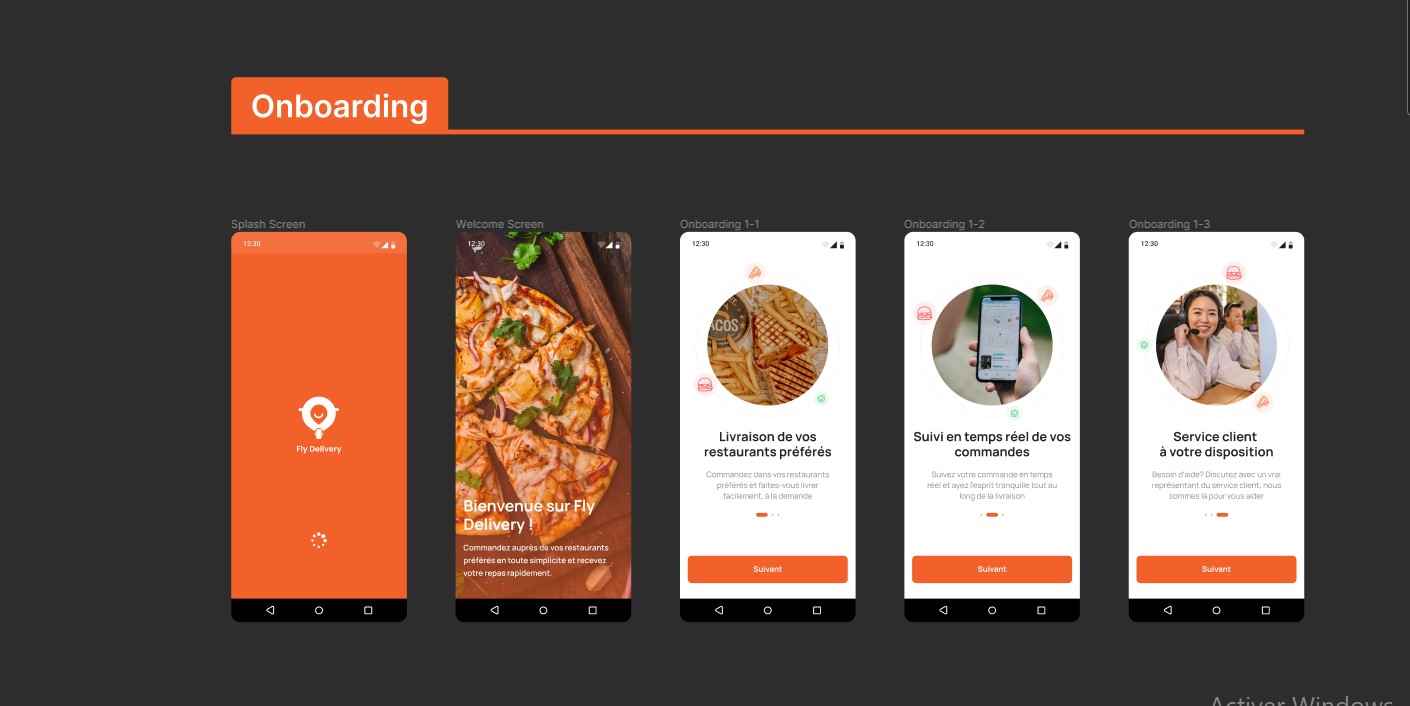 Onboarding
Splash Screen
12:30
Fly Delivery
Welcome Screen
12:30
Bienvenue sur Fly
Delivery !
Commandez auprès de vos restaurants
préférés en toute simplicité et recevez
votre repas rapidement.
Onboarding 1-1
12:30
ACOS
Livraison de vos
restaurants préférés
Commandez dans vos restaurants
préférés et faites-vous livrer
facilement, à la demande
Suivant
Onboarding 1-2
12:30
Suivi en temps réel de vos
commandes
Suivez votre commande en temps
réel et ayez l'esprit tranquille tout au
long de la livraison
Suivant
Onboarding 1-3
12:30
Service client
à votre disposition
Besoin d'aide? Discutez avec un vrai
représentant du service client, nous
sommes là pour vous aider
Suivant
Activer Windows